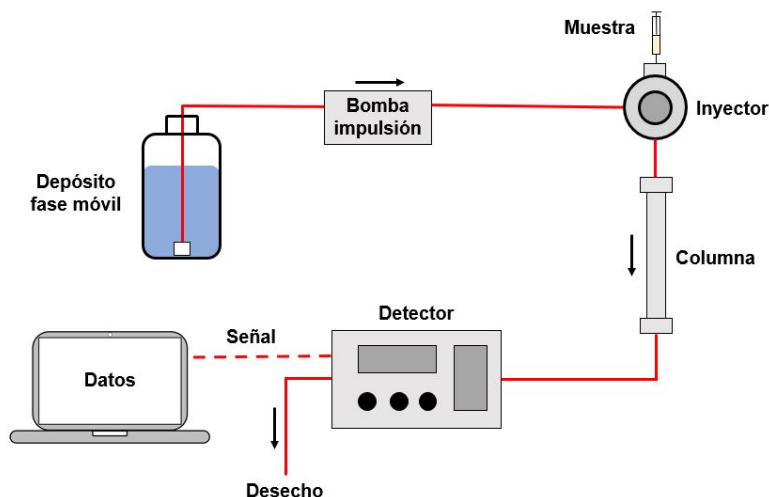 Muestra
Bomba
impulsión
Inyector
Depósito
fase móvil
Columna
Detector
Señal
Datos
Desecho